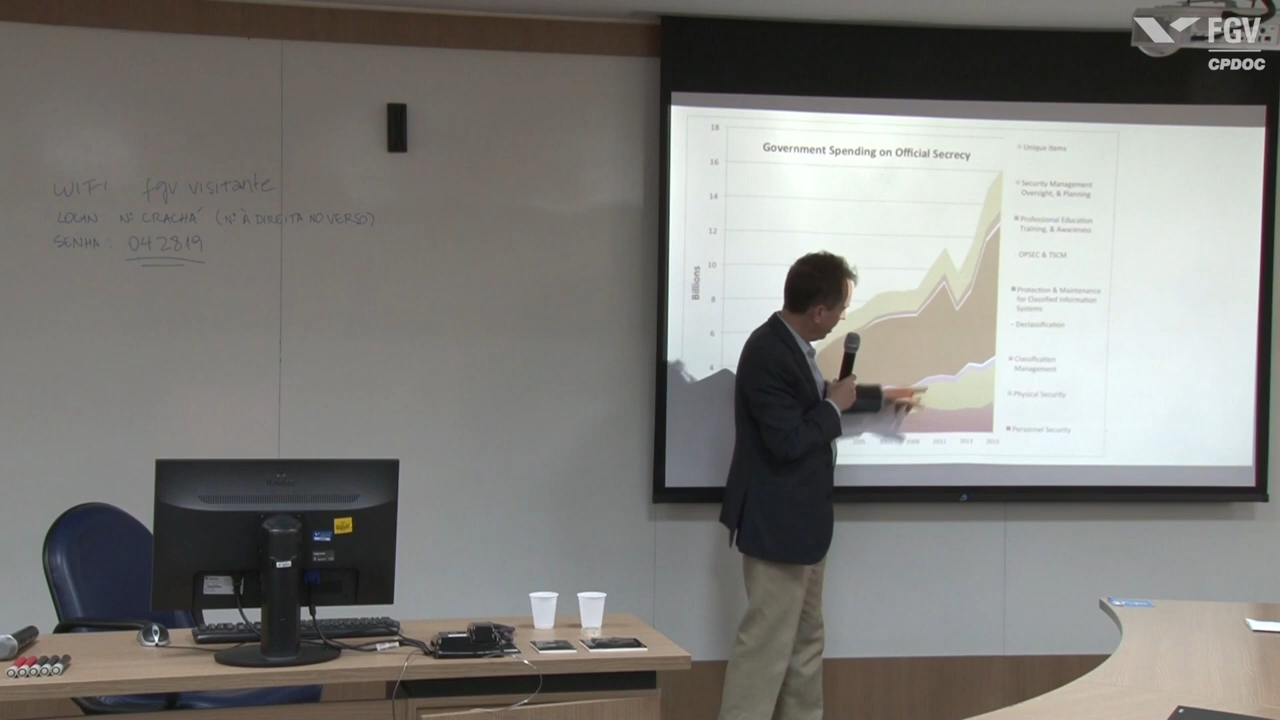 FGV
CPDOC
WIFI: fgv visitante
LOGIN: Nº CRACHÁ (Nº À DIREITA NO VERSO)
SENHA: 042819
Government Spending on Official Secrecy
Billions
18
16
14
12
10
8
6
4
2005
2009
2011
2013
2015
Unique Items
Security Management
Oversight, & Planning
Professional Education
Training, & Awareness
OPSEC & TSCM
Protection & Maintenance
for Classified Information
Systems
Declassification
Classification
Management
Physical Security
Personnel Security